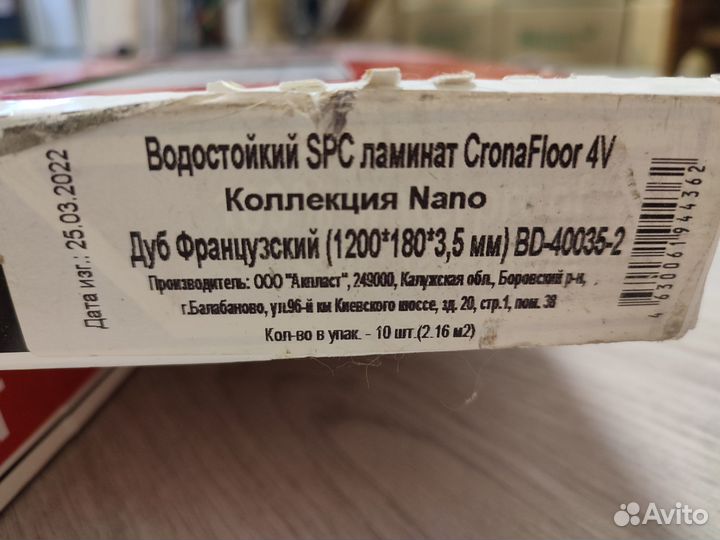 Водостойкий SPC ламинат CronaFloor 4V
Коллекция Nano
Дуб Французский (1200*180*3,5 мм) BD-40035-2
Производитель: ООО "Акпласт", 249000, Калужская обл., Боровский р-н,
г.Балабаново, ул.96-й км Киевского шоссе, зд. 20, стр.1, пом. 38
Кол-во в упак. - 10 шт.(2.16 м2)
Дата изг.: 25.03.2022
4630061944362
Avito